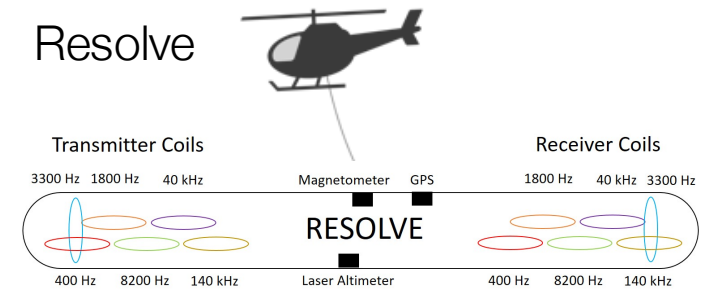 Resolve
Transmitter Coils
Receiver Coils
3300 Hz 1800 Hz 40 kHz Magnetometer GPS 1800 Hz 40 kHz 3300 Hz
RESOLVE
400 Hz 8200 Hz 140 kHz Laser Altimeter 400 Hz 8200 Hz 140 kHz